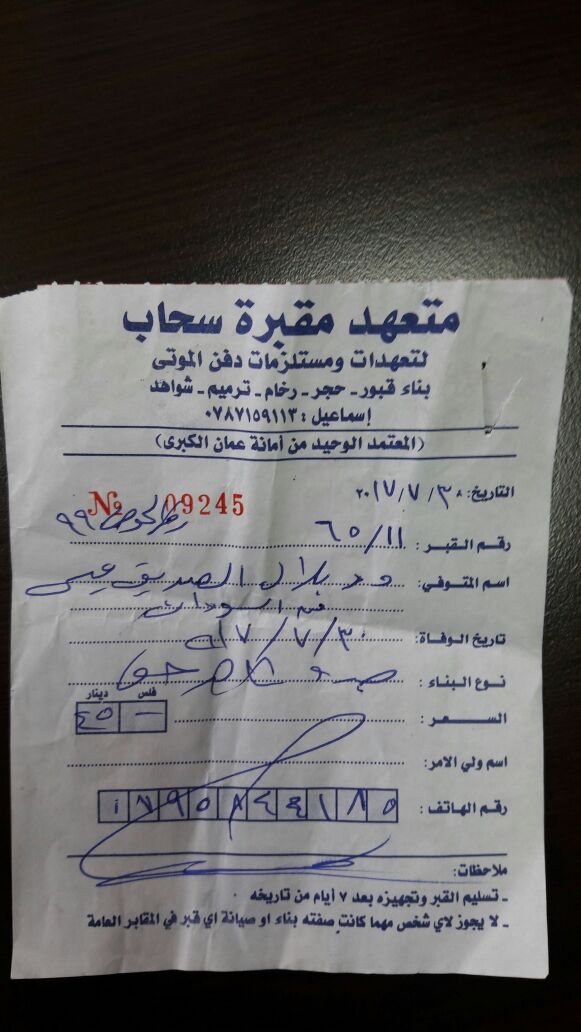 متعهد مقبرة سحاب
لتعهدات ومستلزمات دفن الموتى
بناء قبور - حجر - رخام - ترميم - شواهد
إسماعيل : ٠٧٨٧١٥٩١١٣
(المعتمد الوحيد من أمانة عمان الكبرى)
التاريخ: ٢٠١٧/٧/٣٠
№ 09245
رقم القبر : ٦٥/١١
اسم المتوفي: بلال الصديق عيسى
السودان
تاريخ الوفاة: ٧/٣٠
نوع البناء :
فلس دينار
السعر : - ٤٥
اسم ولي الامر:
رقم الهاتف :
ملاحظات:
- تسليم القبر وتجهيزه بعد ٧ أيام من تاريخه
- لا يجوز لاي شخص مهما كانت صفته بناء او صيانة اي قبر في المقابر العامة